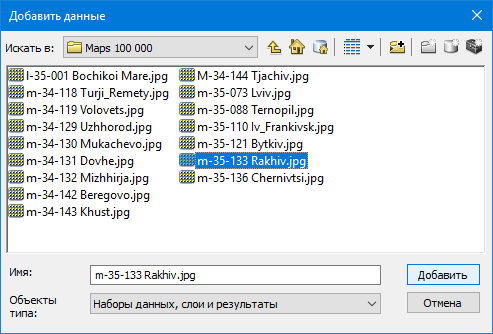 Добавить данные
Искать в:
Maps 100 000
l-35-001 Bochikoi Mare.jpg
m-34-118 Turji_Remety.jpg
m-34-119 Volovets.jpg
m-34-129 Uzhhorod.jpg
m-34-130 Mukachevo.jpg
m-34-131 Dovhe.jpg
m-34-132 Mizhhirja.jpg
m-34-142 Beregovo.jpg
m-34-143 Khust.jpg
M-34-144 Tjachiv.jpg
m-35-073 Lviv.jpg
m-35-088 Ternopil.jpg
m-35-110 Iv_Frankivsk.jpg
m-35-121 Bytkiv.jpg
m-35-133 Rakhiv.jpg
m-35-136 Chernivtsi.jpg
Имя:
m-35-133 Rakhiv.jpg
Добавить
Объекты
типа:
Наборы данных, слои и результаты
Отмена